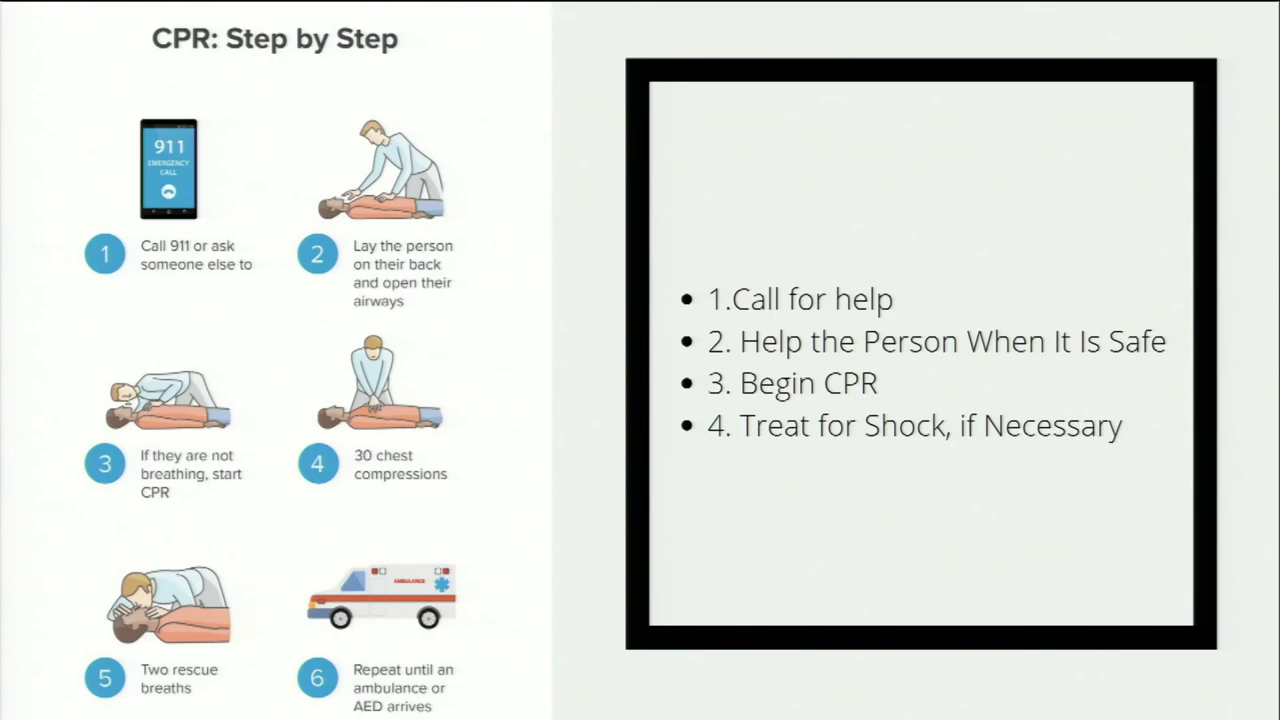 CPR: Step by Step
911
EMERGENCY
CALL
1
Call 911 or ask
someone else to
2
Lay the person
on their back
and open their
airways
3
If they are not
breathing, start
CPR
4
30 chest
compressions
5
Two rescue
breaths
AMBULANCE
6
Repeat until an
ambulance or
AED arrives
• 1.Call for help
• 2. Help the Person When It Is Safe
• 3. Begin CPR
• 4. Treat for Shock, if Necessary